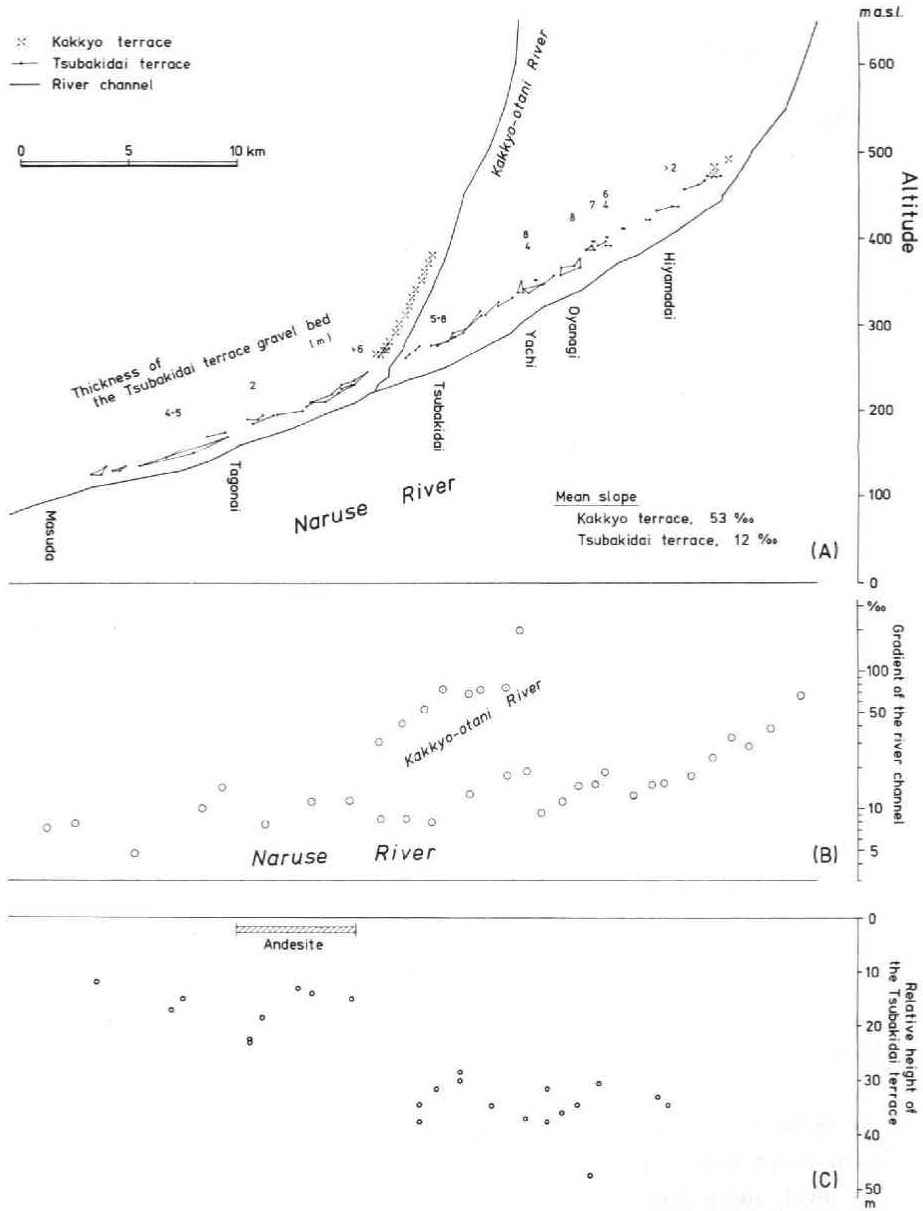 m a.s.l.
Kakkyo terrace
Tsubakidai terrace
River channel
0 5 10 km
Kakkyo-otani River
600
500
400
300
200
100
0
Altitude
>2
6
7 4
8
8
4
5-8
>6
2
4-5
Thickness of
the Tsubakidai terrace gravel bed
(m)
Hiyamadai
Oyanagi
Yachi
Tsubakidai
Tagonai
Masuda
Naruse River
Mean slope
Kakkyo terrace, 53 ‰
Tsubakidai terrace, 12 ‰
(A)
‰
100
50
10
5
Gradient of
the river channel
Kakkyo-otani River
Naruse River
(B)
0
10
20
30
40
50
m
Andesite
Relative height of
the Tsubakidai terrace
(C)